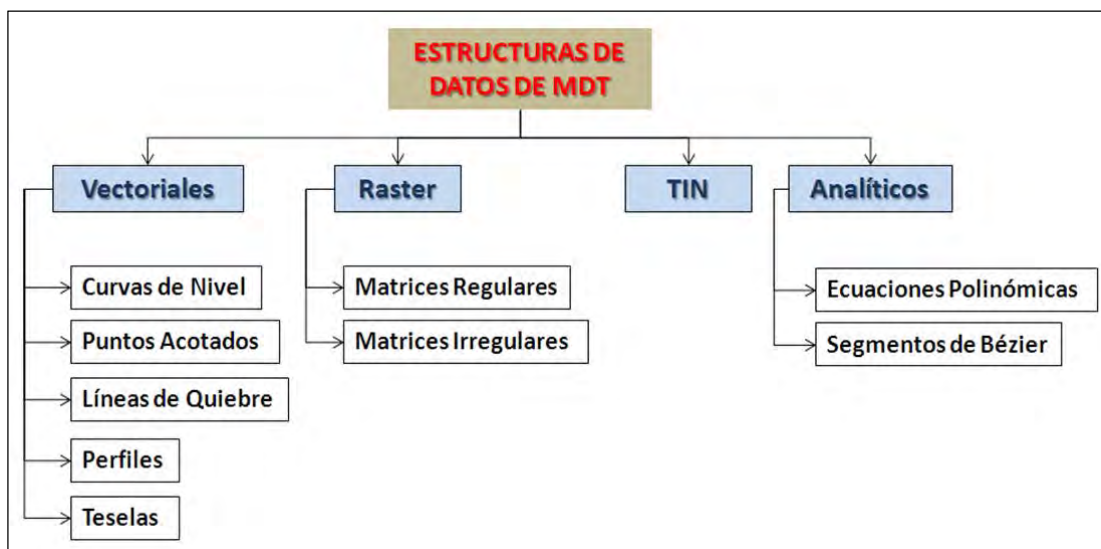 ESTRUCTURAS DE
DATOS DE MDT
Vectoriales
Raster
TIN
Analíticos
Curvas de Nivel
Puntos Acotados
Líneas de Quiebre
Perfiles
Teselas
Matrices Regulares
Matrices Irregulares
Ecuaciones Polinómicas
Segmentos de Bézier